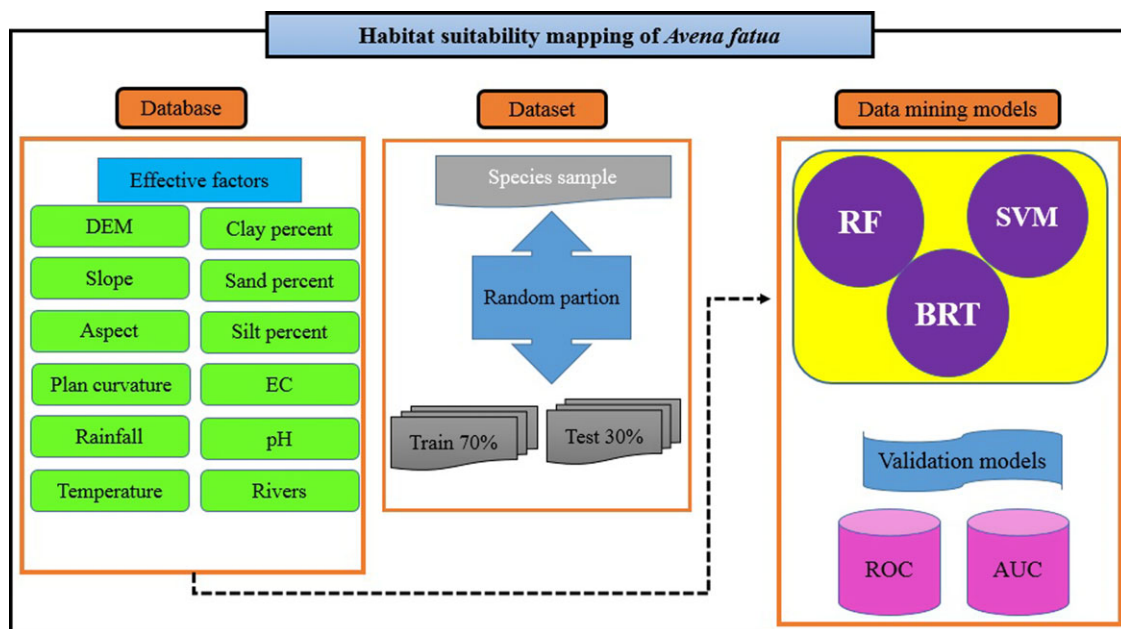 Habitat suitability mapping of Avena fatua
Database
Effective factors
DEM
Clay percent
Slope
Sand percent
Aspect
Silt percent
Plan curvature
EC
Rainfall
pH
Temperature
Rivers
Dataset
Species sample
Random partion
Train 70%
Test 30%
Data mining models
RF
SVM
BRT
Validation models
ROC
AUC